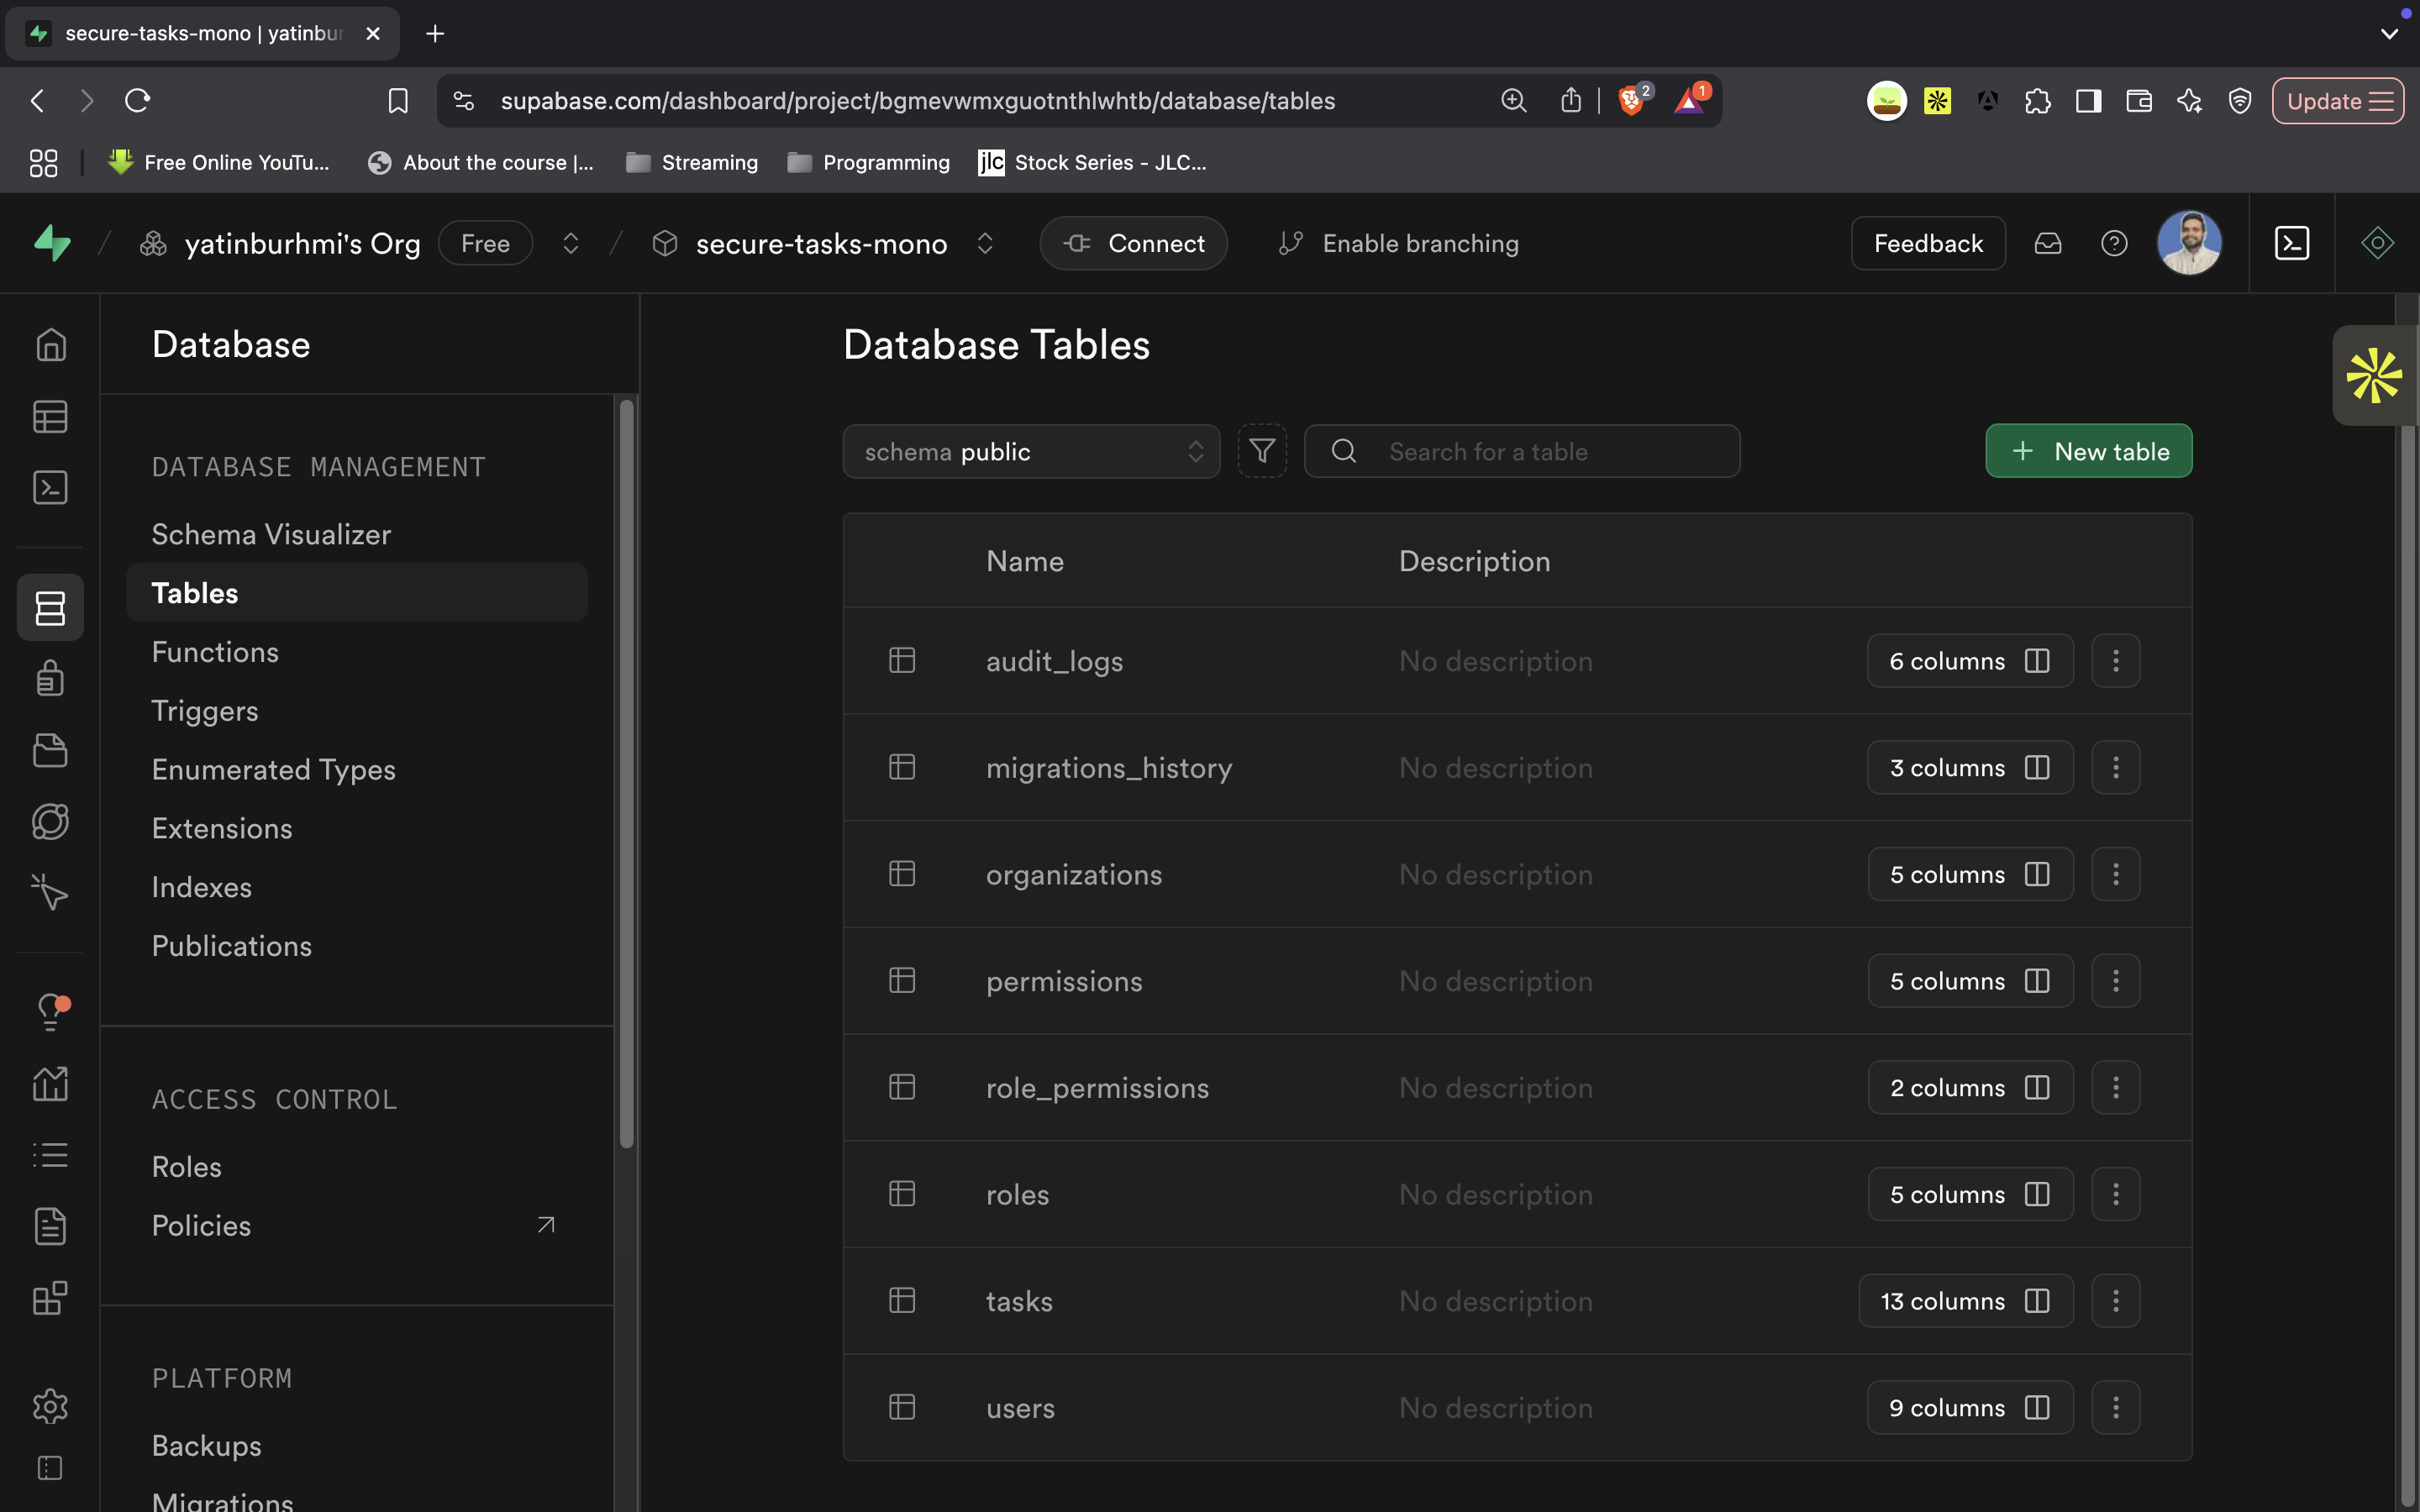 secure-tasks-mono | yatinbur
supabase.com/dashboard/project/bgmevwmxguotnthlwhtb/database/tables
2
1
Update
Free Online YouTu...
About the course |...
Streaming
Programming
jlc
Stock Series - JLC...
yatinburhmi's Org
Free
secure-tasks-mono
Connect
Enable branching
Feedback
Database
DATABASE MANAGEMENT
Schema Visualizer
Tables
Functions
Triggers
Enumerated Types
Extensions
Indexes
Publications
ACCESS CONTROL
Roles
Policies
PLATFORM
Backups
Migrations
Database Tables
schema public
Search for a table
New table
Name Description
audit_logs No description 6 columns
migrations_history No description 3 columns
organizations No description 5 columns
permissions No description 5 columns
role_permissions No description 2 columns
roles No description 5 columns
tasks No description 13 columns
users No description 9 columns